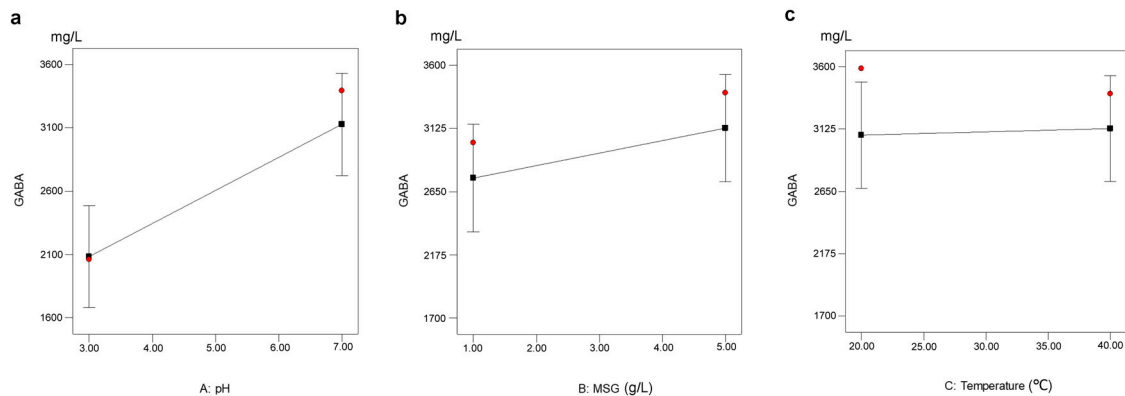 a
mg/L
3600
3100
2600
2100
1600
GABA
3.00 4.00 5.00 6.00 7.00
A: pH
b
mg/L
3600
3125
2650
2175
1700
GABA
1.00 2.00 3.00 4.00 5.00
B: MSG (g/L)
c
mg/L
3600
3125
2650
2175
1700
GABA
20.00 25.00 30.00 35.00 40.00
C: Temperature (℃)